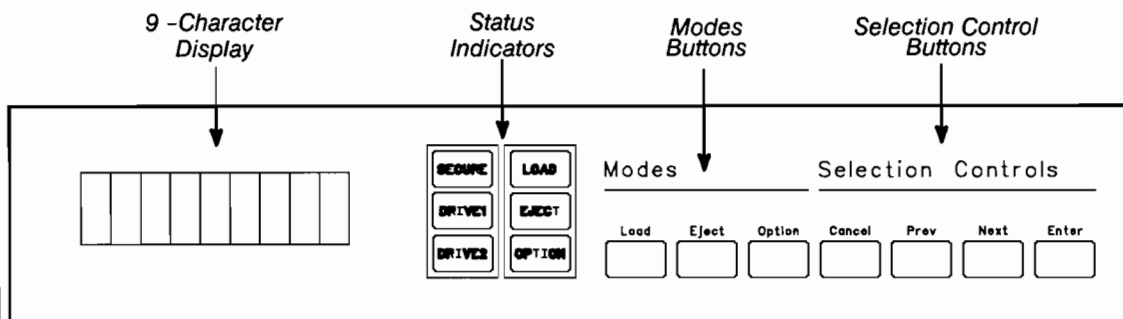 9 -Character
Display
Status
Indicators
Modes
Buttons
Selection Control
Buttons
SECURE
LOAD
DRIVE1
EJECT
DRIVE2
OPTION
Modes
Selection Controls
Load
Eject
Option
Cancel
Prev
Next
Enter